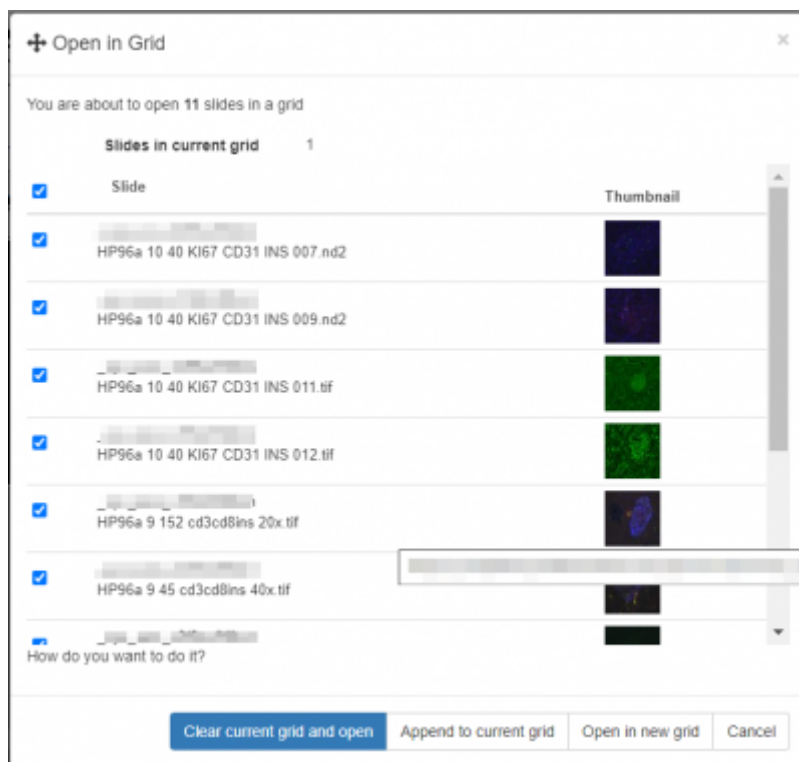 Open in Grid
×
You are about to open 11 slides in a grid
Slides in current grid 1
Slide
Thumbnail
HP96a 10 40 KI67 CD31 INS 007.nd2
HP96a 10 40 KI67 CD31 INS 009.nd2
HP96a 10 40 KI67 CD31 INS 011.tif
HP96a 10 40 KI67 CD31 INS 012.tif
HP96a 9 152 cd3cd8ins 20x.tif
HP96a 9 45 cd3cd8ins 40x.tif
How do you want to do it?
Clear current grid and open
Append to current grid
Open in new grid
Cancel